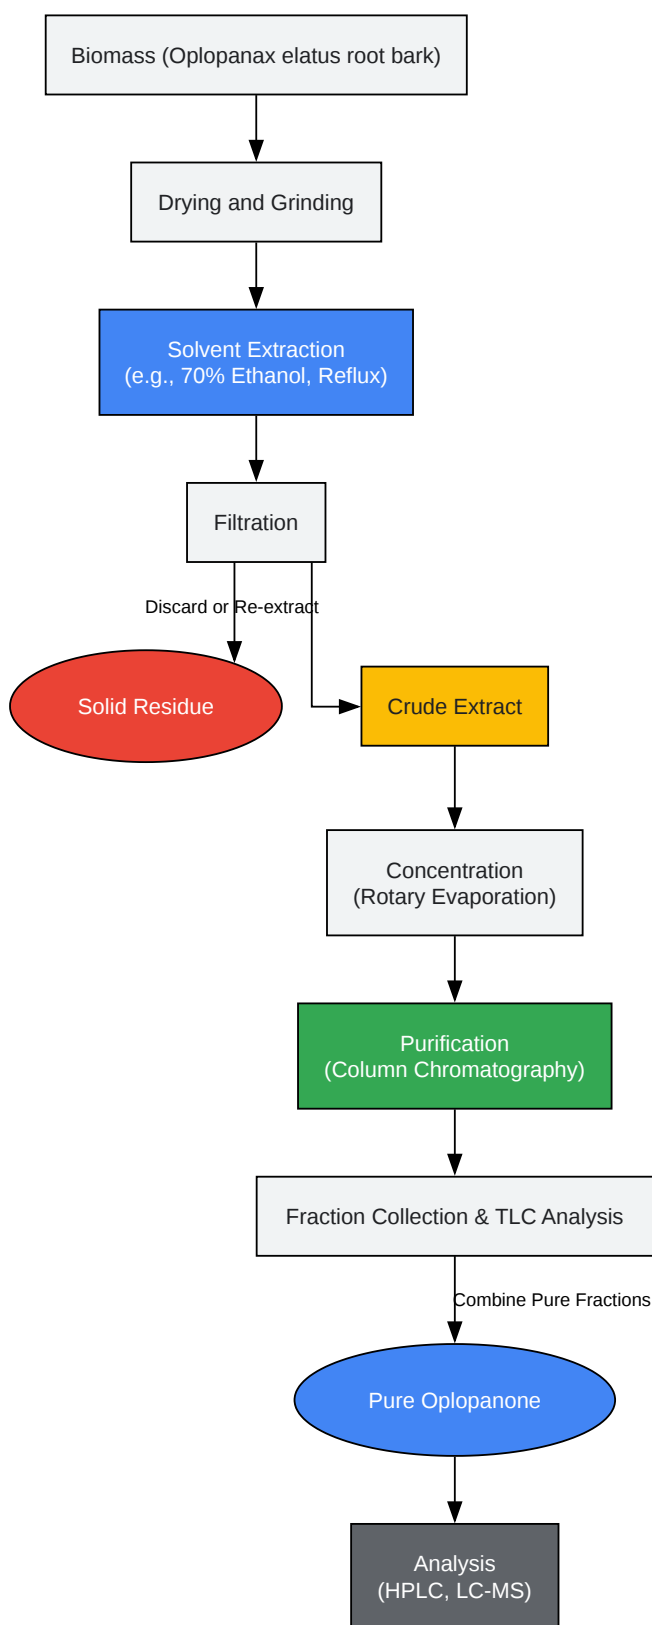 Biomass (Oplopanax elatus root bark)
Drying and Grinding
Solvent Extraction
(e.g., 70% Ethanol, Reflux)
Filtration
Discard or Re-extract
Solid Residue
Crude Extract
Concentration
(Rotary Evaporation)
Purification
(Column Chromatography)
Fraction Collection & TLC Analysis
Combine Pure Fractions
Pure Oplopanone
Analysis
(HPLC, LC-MS)